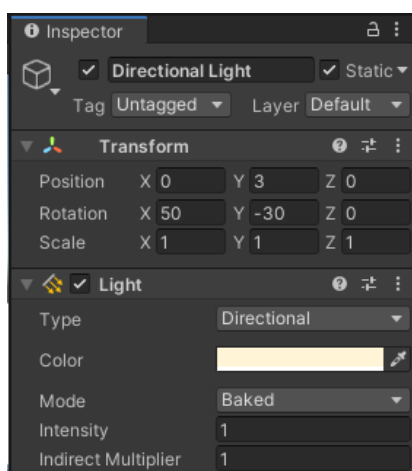 Inspector
Directional Light Static
Tag Untagged Layer Default
Transform
Position X 0 Y 3 Z 0
Rotation X 50 Y -30 Z 0
Scale X 1 Y 1 Z 1
Light
Type Directional
Color
Mode Baked
Intensity 1
Indirect Multiplier 1